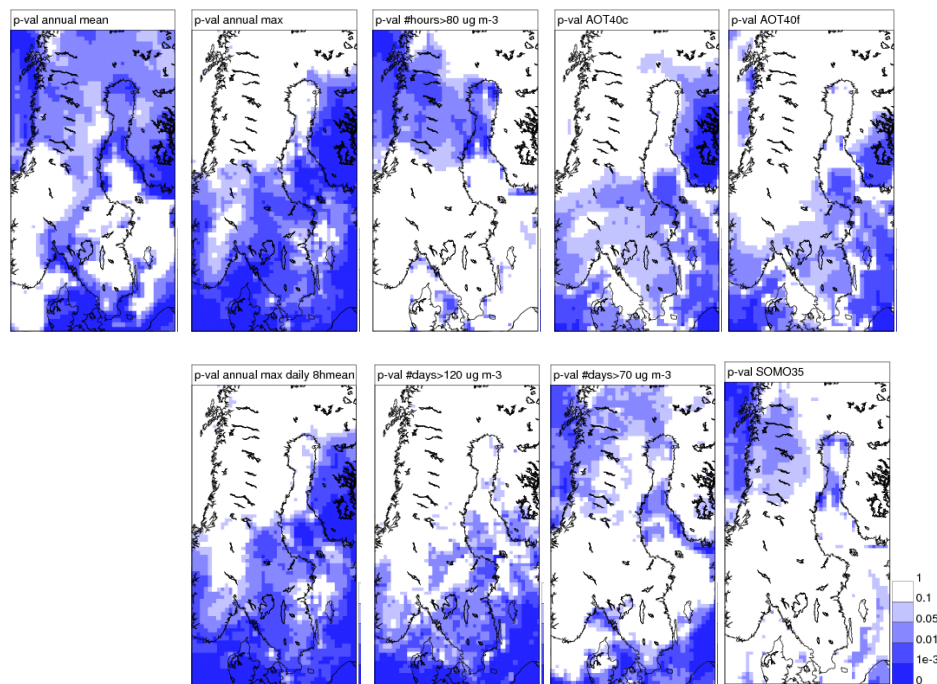 p-val annual mean
p-val annual max
p-val #hours>80 ug m-3
p-val AOT40c
p-val AOT40f
p-val annual max daily 8hmean
p-val #days>120 ug m-3
p-val #days>70 ug m-3
p-val SOMO35
1
0.1
0.05
0.01
1e-3
0